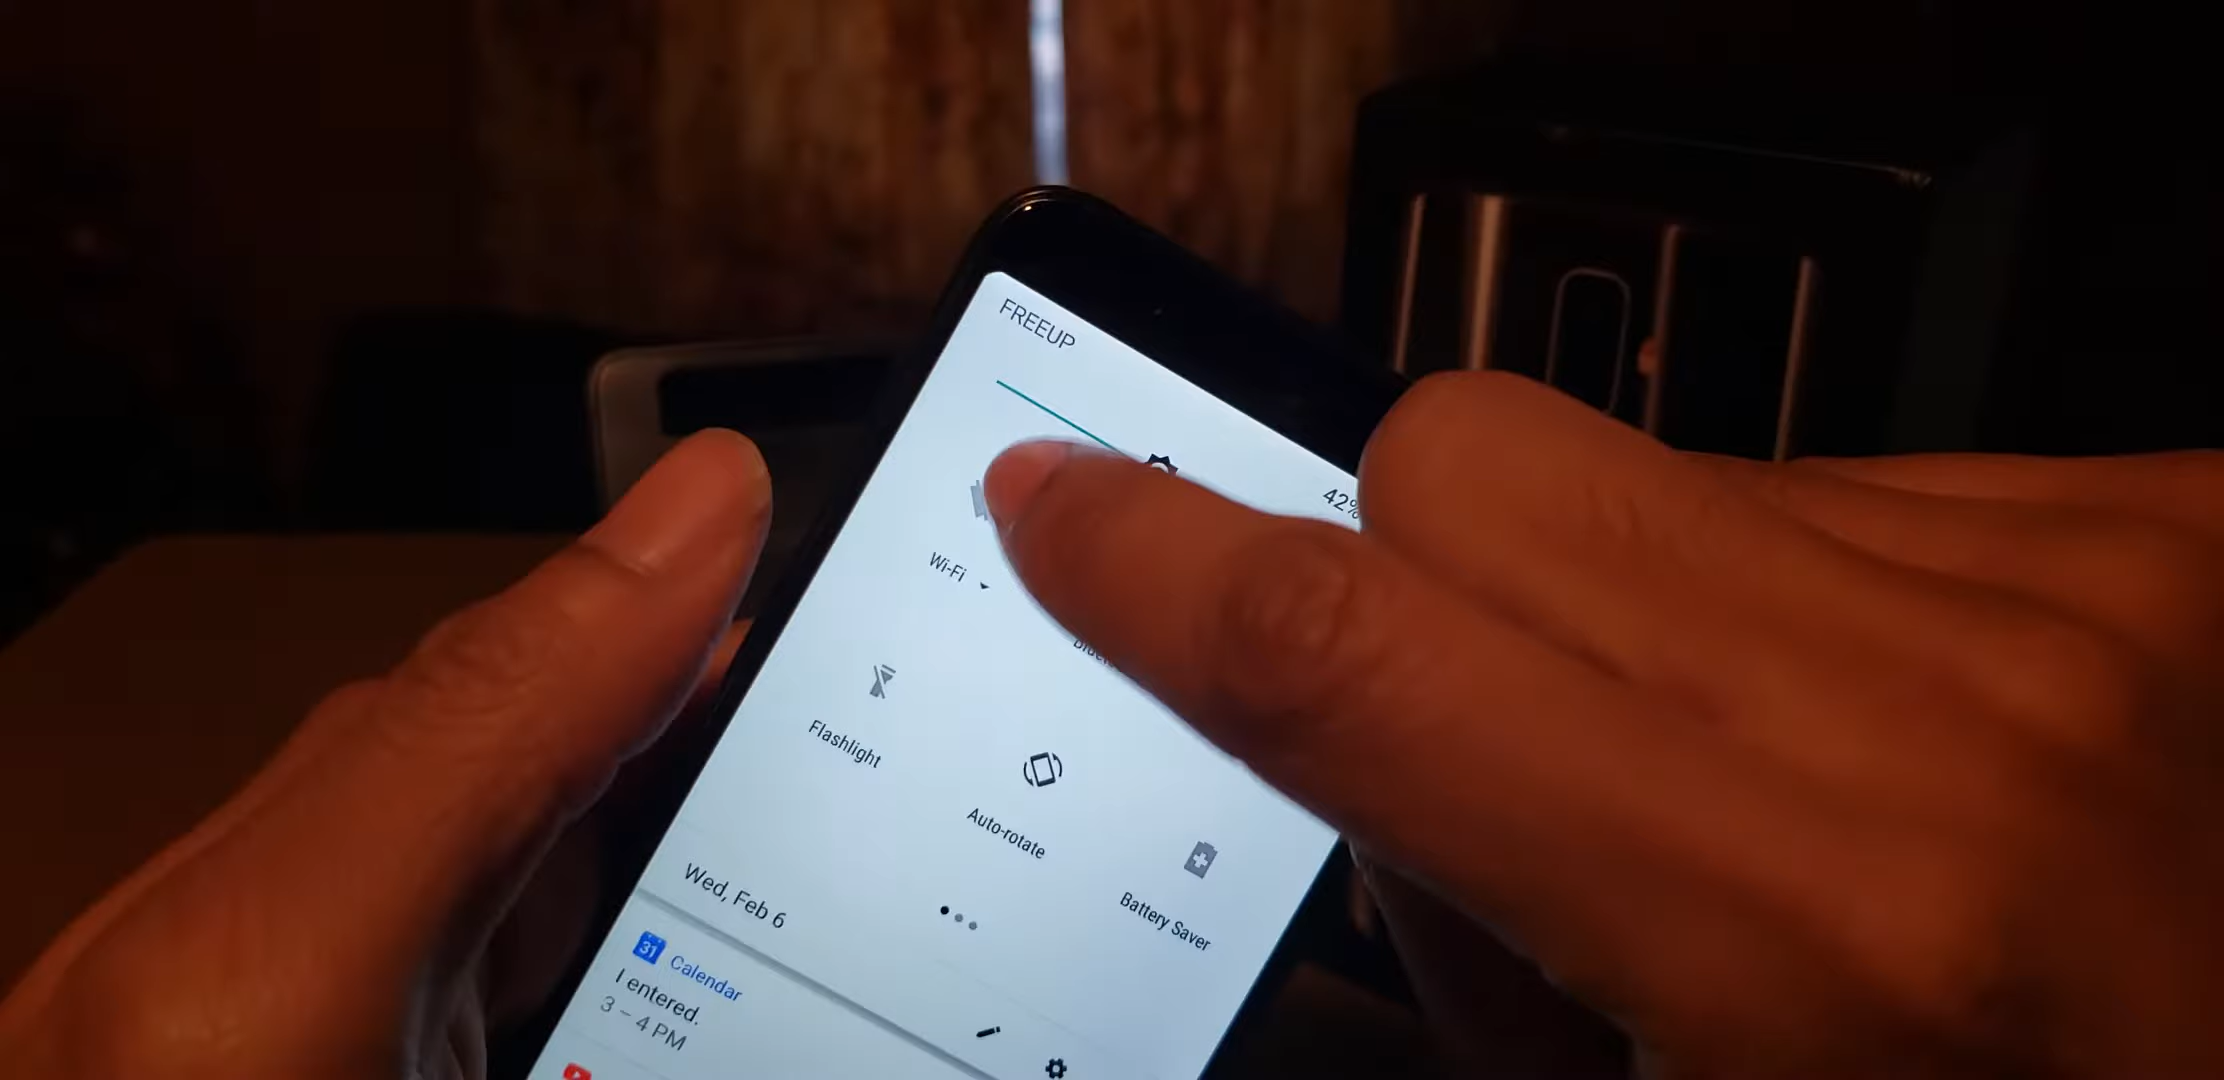 FREEUP
42%
Wi-Fi
Flashlight
Auto-rotate
Battery Saver
Wed, Feb 6
31 Calendar
I entered.
3 – 4 PM